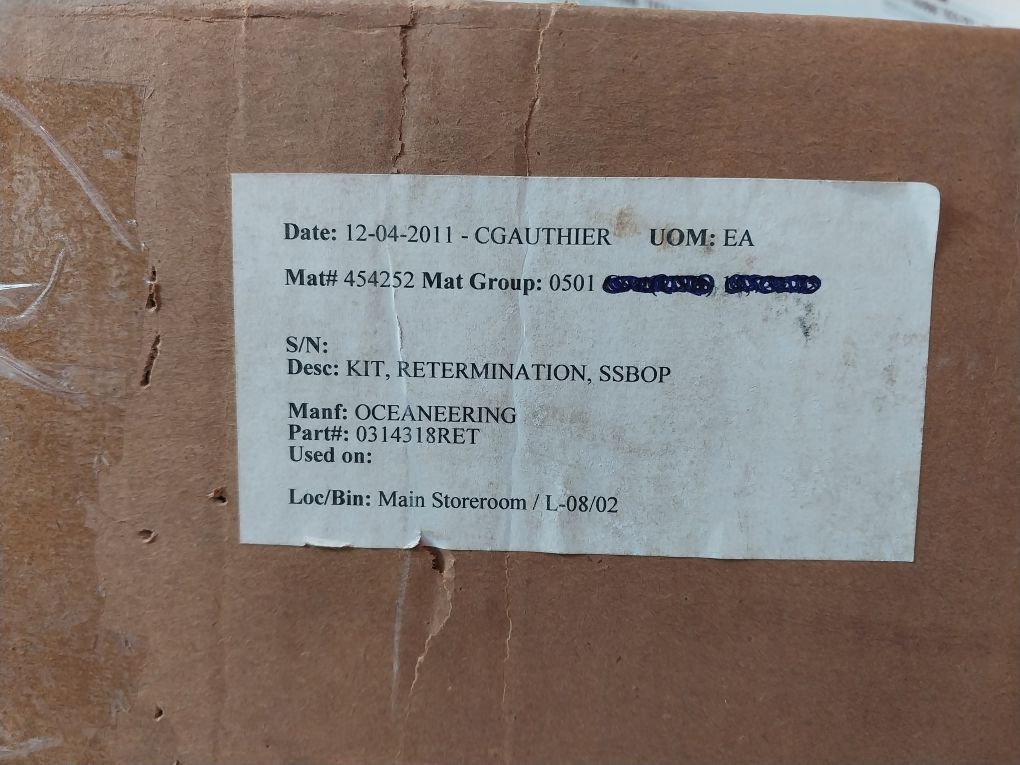 Date: 12-04-2011 - CGAUTHIER UOM: EA
Mat# 454252 Mat Group: 0501
S/N:
Desc: KIT, RETERMINATION, SSBOP
Manf: OCEANEERING
Part#: 0314318RET
Used on:
Loc/Bin: Main Storeroom / L-08/02